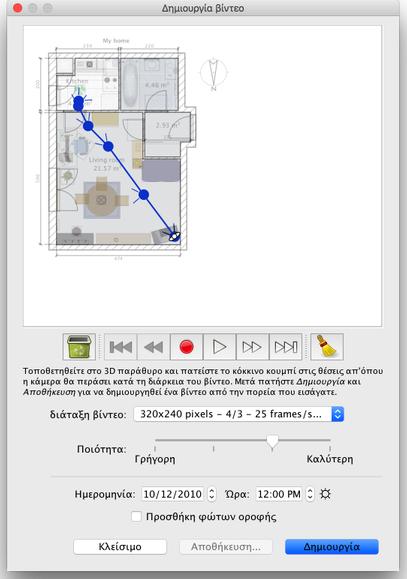 Δημιουργία βίντεο
My home
Kitchen
4.46 m²
N
2.93 m²
Living room
21.57 m²
Τοποθετηθείτε στο 3D παράθυρο και πατείστε το κόκκινο κουμπί στις θέσεις απ'όπου
η κάμερα θα περάσει κατά τη διάρκεια του βίντεο. Μετά πατήστε Δημιουργία και
Αποθήκευση για να δημιουργηθεί ένα βίντεο από την πορεία που εισάγατε.
διάταξη βίντεο: 320x240 pixels – 4/3 – 25 frames/s...
Ποιότητα:
Γρήγορη Καλύτερη
Ημερομηνία: 10/12/2010 Ώρα: 12:00 PM
Προσθήκη φώτων οροφής
Κλείσιμο Αποθήκευση... Δημιουργία